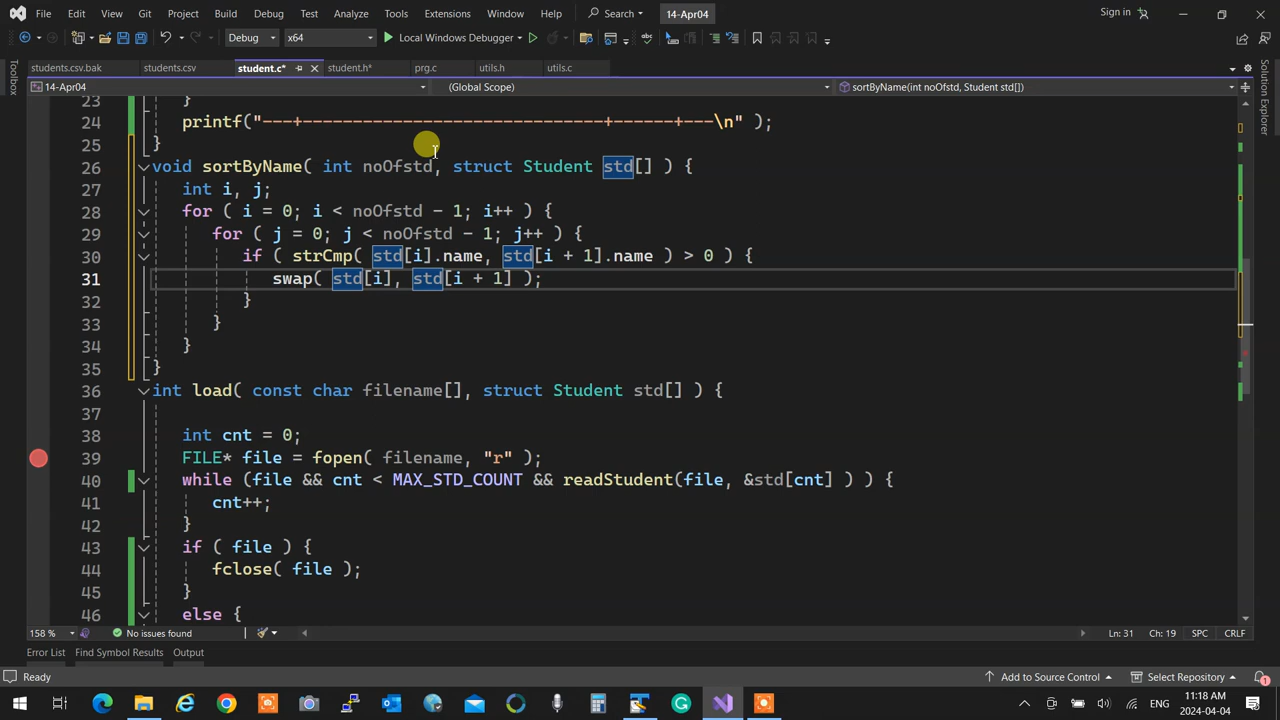 File Edit View Git Project Build Debug Test Analyze Tools Extensions Window Help Search 14-Apr04 Sign in
Debug x64 Local Windows Debugger
students.csv.bak students.csv student.c* student.h* prg.c utils.h utils.c
14-Apr04 (Global Scope) sortByName(int noOfstd, Student std[])
Toolbox
Solution Explorer
23 }
24 printf("---+------------------------------+------+---\n" );
25 }
26 void sortByName( int noOfstd, struct Student std[] ) {
27 int i, j;
28 for ( i = 0; i < noOfstd - 1; i++ ) {
29 for ( j = 0; j < noOfstd - 1; j++ ) {
30 if ( strCmp( std[i].name, std[i + 1].name ) > 0 ) {
31 swap( std[i], std[i + 1] );
32 }
33 }
34 }
35 }
36 int load( const char filename[], struct Student std[] ) {
37
38 int cnt = 0;
39 FILE* file = fopen( filename, "r" );
40 while (file && cnt < MAX_STD_COUNT && readStudent(file, &std[cnt] ) ) {
41 cnt++;
42 }
43 if ( file ) {
44 fclose( file );
45 }
46 else {
158 % No issues found Ln: 31 Ch: 19 SPC CRLF
Error List Find Symbol Results Output
Ready Add to Source Control Select Repository 1
ENG 11:18 AM 2024-04-04